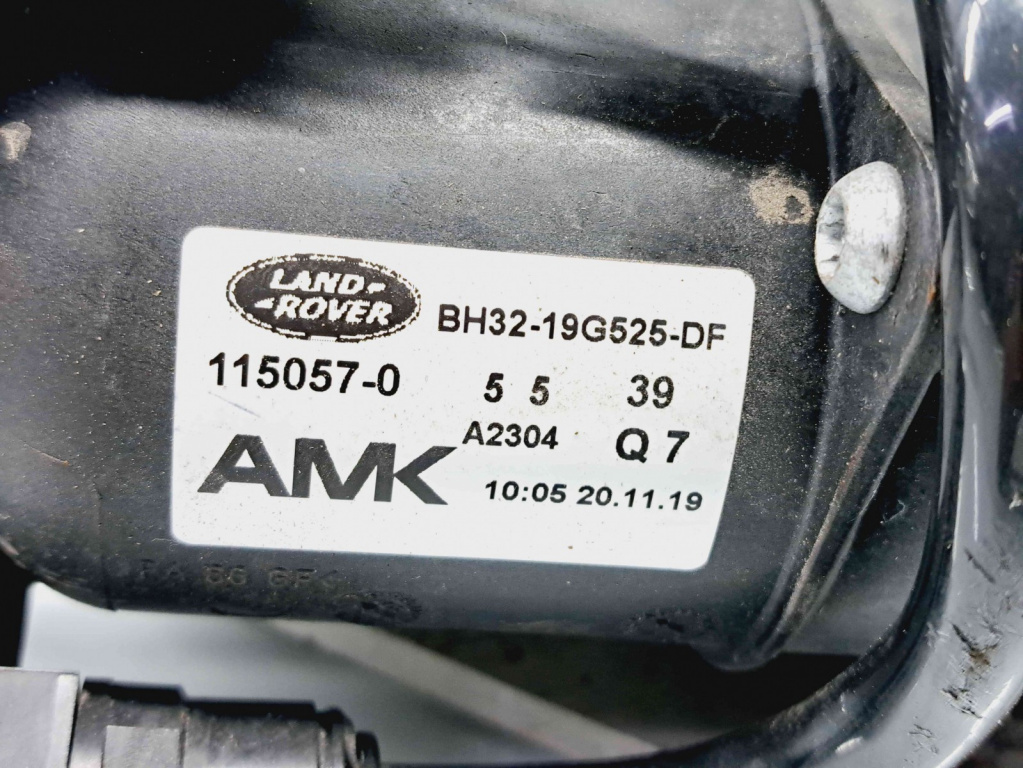 LAND ROVER
BH32-19G525-DF
115057-0
5 5
39
AMK
A2304
Q 7
10:05 20.11.19